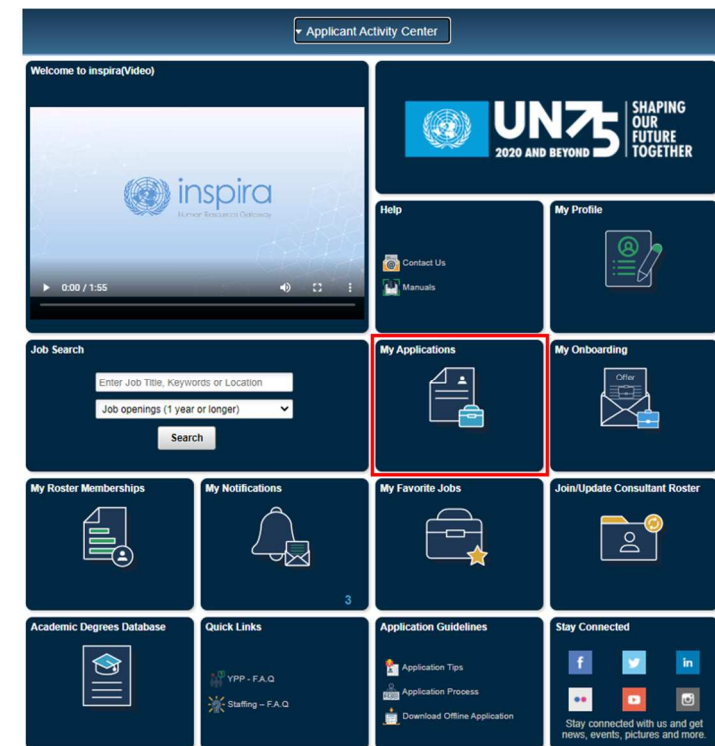 Applicant Activity Center
Welcome to inspira(Video)
inspira
Human Resources Gateway
0:00 / 1:55
UN75
2020 AND BEYOND
SHAPING
OUR
FUTURE
TOGETHER
Help
Contact Us
Manuals
My Profile
Job Search
Enter Job Title, Keywords or Location
Job openings (1 year or longer)
Search
My Applications
My Onboarding
Offer
My Roster Memberships
My Notifications
3
My Favorite Jobs
Join/Update Consultant Roster
Academic Degrees Database
Quick Links
YPP - F.A.Q
Staffing – F.A.Q
Application Guidelines
Application Tips
Application Process
Download Offline Application
Stay Connected
f
in
Stay connected with us and get
news, events, pictures and more.